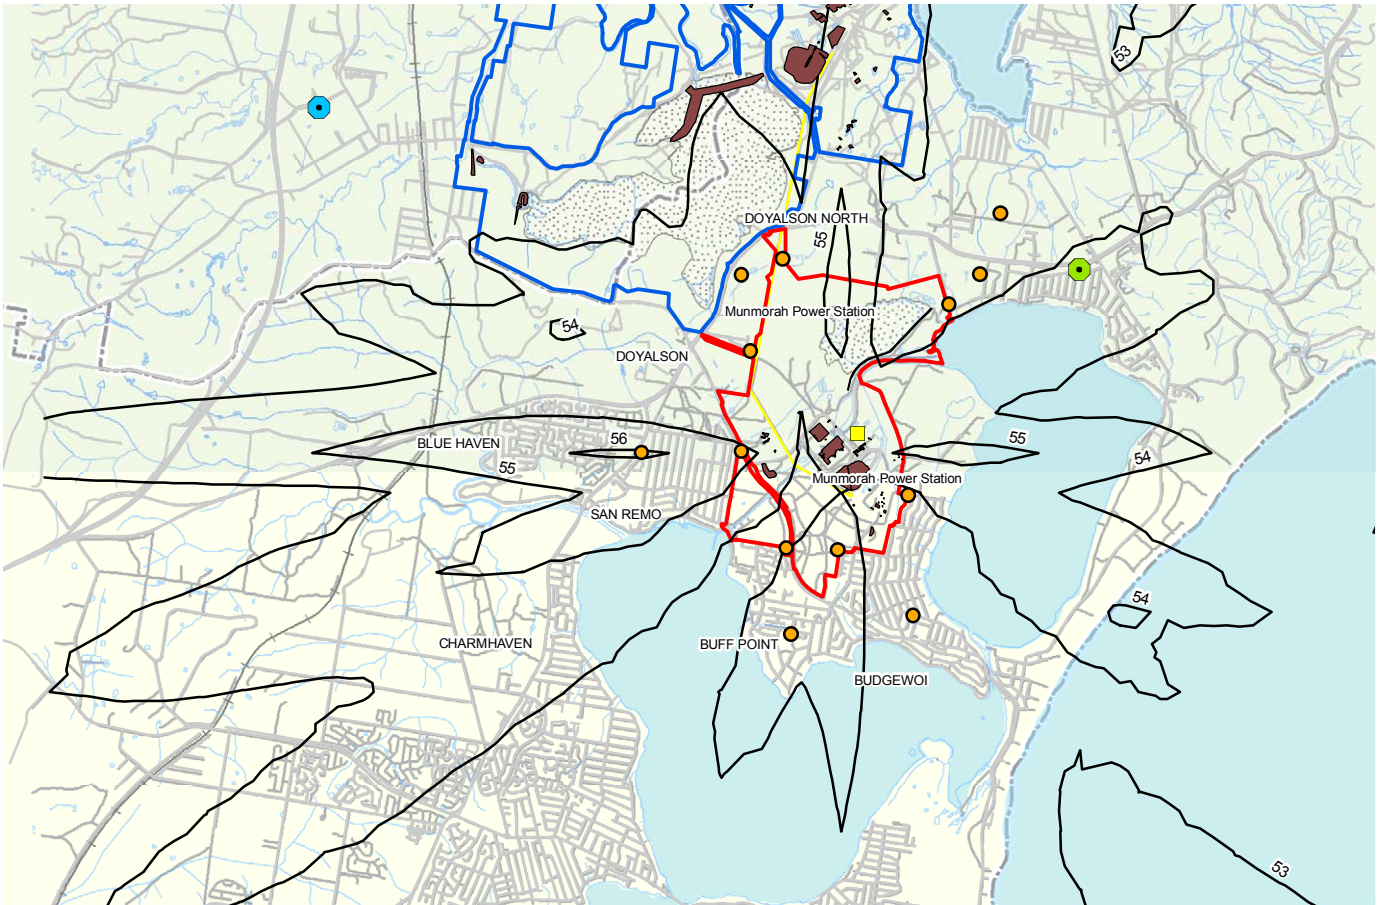 53
DOYALSON NORTH
55
Munmorah Power Station
54
DOYALSON
BLUE HAVEN
56
55
54
55
Munmorah Power Station
SAN REMO
54
CHARMHAVEN
BUFF POINT
BUDGEWOI
53